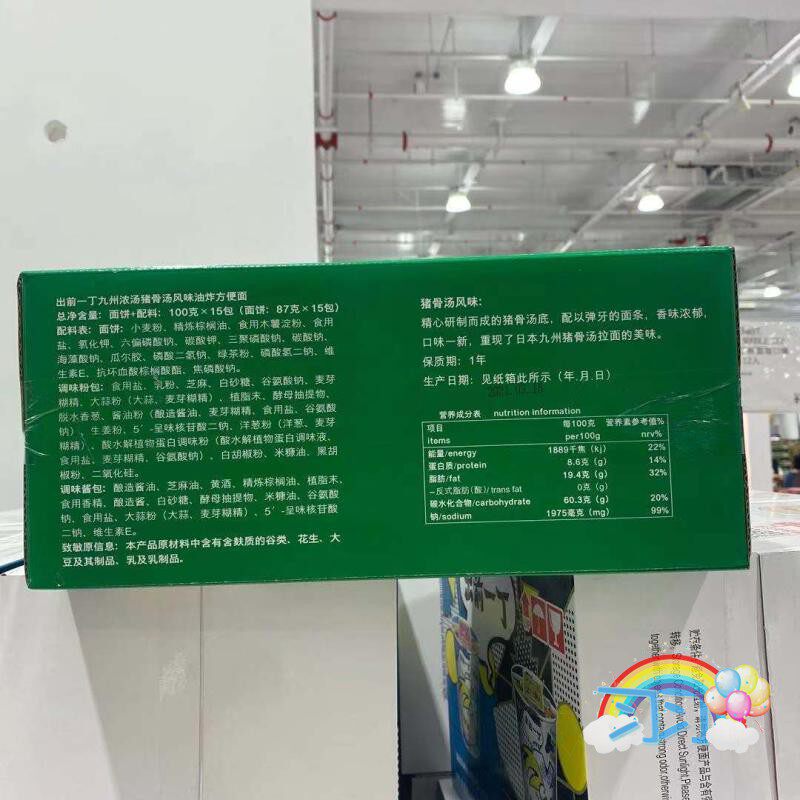 出前一丁九州浓汤猪骨汤风味油炸方便面
总净含量: 面饼+配料: 100克×15包 (面饼: 87克×15包)
配料表: 面饼: 小麦粉、精炼棕榈油、食用木薯淀粉、食用
盐、氧化钾、六偏磷酸钠、碳酸钾、三聚磷酸钠、碳酸钠、
海藻酸钠、瓜尔胶、磷酸二氢钠、绿茶粉、磷酸氢二钠、维
生素E、抗坏血酸棕榈酸酯、焦磷酸钠。
调味粉包: 食用盐、乳粉、芝麻、白砂糖、谷氨酸钠、麦芽
糊精、大蒜粉 (大蒜、麦芽糊精) 、植脂末、酵母抽提物、
脱水香葱、酱油粉 (酿造酱油、麦芽糊精、食用盐、谷氨酸
钠) 、生姜粉、5′-呈味核苷酸二钠、洋葱粉 (洋葱、麦芽
糊精) 、酸水解植物蛋白调味粉 (酸水解植物蛋白调味液、
食用盐、麦芽糊精、谷氨酸钠) 、白胡椒粉、米糠油、黑胡
椒粉、二氧化硅。
调味酱包: 酿造酱油、芝麻油、黄酒、精炼棕榈油、植脂末、
食用香精、酿造酱、白砂糖、酵母抽提物、米糠油、谷氨酸
钠、食用盐、大蒜粉 (大蒜、麦芽糊精) 、5′-呈味核苷酸
二钠、维生素E。
致敏原信息: 本产品原材料中含有含麸质的谷类、花生、大
豆及其制品、乳及乳制品。
猪骨汤风味:
精心研制而成的猪骨汤底,配以弹牙的面条,香味浓郁,
口味一新,重现了日本九州猪骨汤拉面的美味。
保质期: 1年
生产日期: 见纸箱此所示 (年.月.日)
营养成分表 nutrition information
项目 每100克 营养素参考值%
items per100g nrv%
能量/energy 1889千焦 (kj) 22%
蛋白质/protein 8.6克 (g) 14%
脂肪/fat 19.4克 (g) 32%
-反式脂肪(酸)/trans fat 0克 (g)
碳水化合物/carbohydrate 60.3克 (g) 20%
钠/sodium 1975毫克 (mg) 99%
一丁
Direct Sunlight.Please
strong odor.otherwi